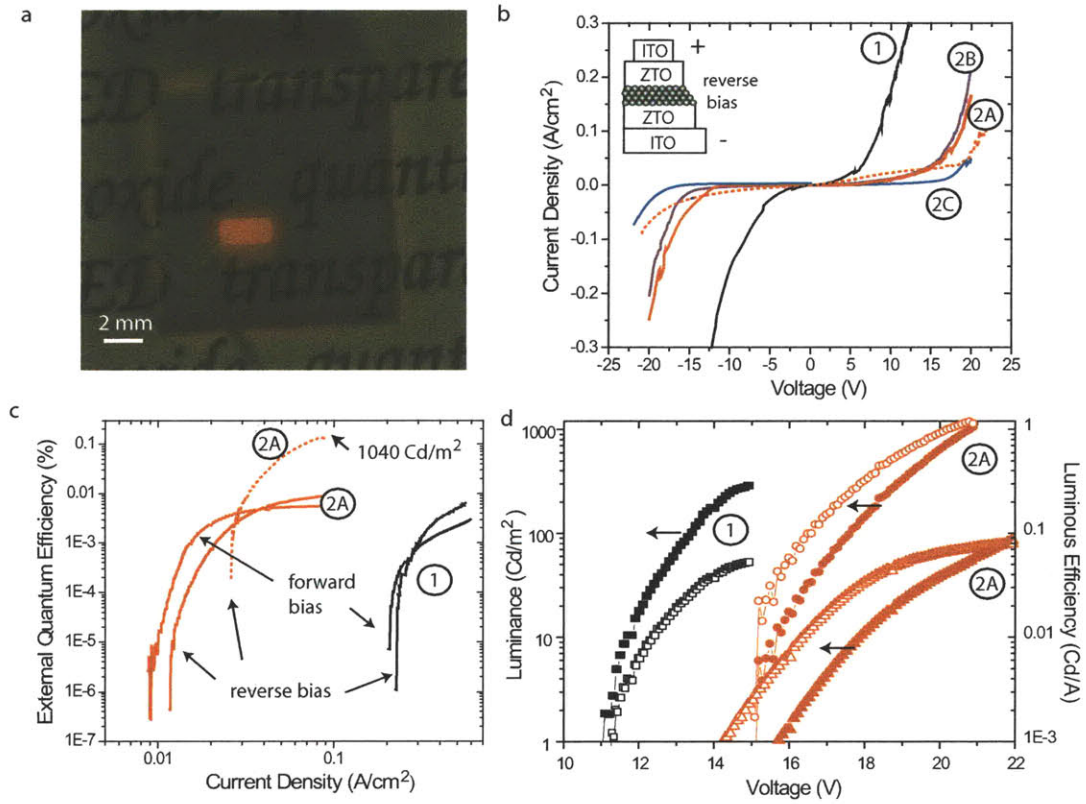 a
oxide quant
ED transpare
oxide quant
ED transpare
oxide quant
2 mm
b
Current Density (A/cm²)
0.3
0.2
0.1
0.0
-0.1
-0.2
-0.3
ITO +
ZTO
reverse
bias
ZTO
ITO -
1
2B
2A
2C
-25 -20 -15 -10 -5 0 5 10 15 20 25
Voltage (V)
c
External Quantum Efficiency (%)
0.1
0.01
1E-3
1E-4
1E-5
1E-6
1E-7
2A
1040 Cd/m²
2A
1
forward
bias
reverse bias
0.01 0.1
Current Density (A/cm²)
d
Luminance (Cd/m²)
1000
100
10
1
1
2A
2A
1
0.1
0.01
1E-3
Luminous Efficiency (Cd/A)
10 12 14 16 18 20 22
Voltage (V)